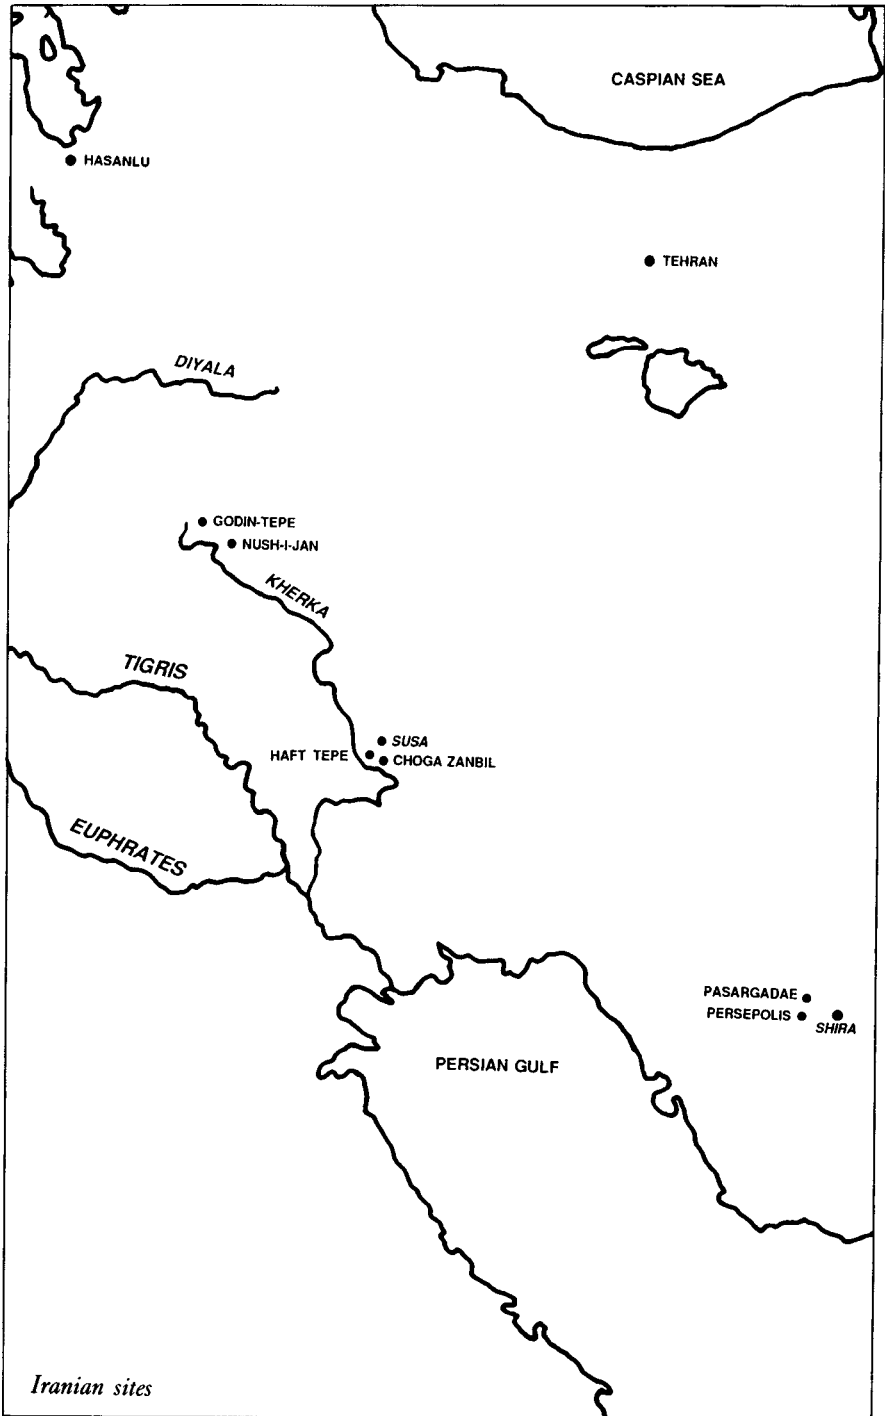 CASPIAN SEA
HASANLU
TEHRAN
DIYALA
GODIN-TEPE
NUSH-I-JAN
KHERKA
TIGRIS
SUSA
HAFT TEPE
CHOGA ZANBIL
EUPHRATES
PASARGADAE
PERSEPOLIS
SHIRA
PERSIAN GULF
Iranian sites